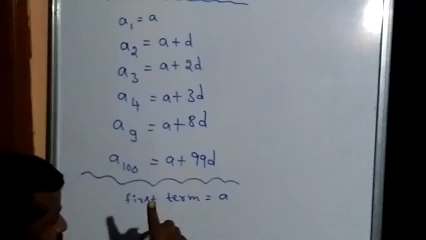 a₁ = a
a₂ = a + d
a₃ = a + 2d
a₄ = a + 3d
a₉ = a + 8d
a₁₀₀ = a + 99d
first term = a